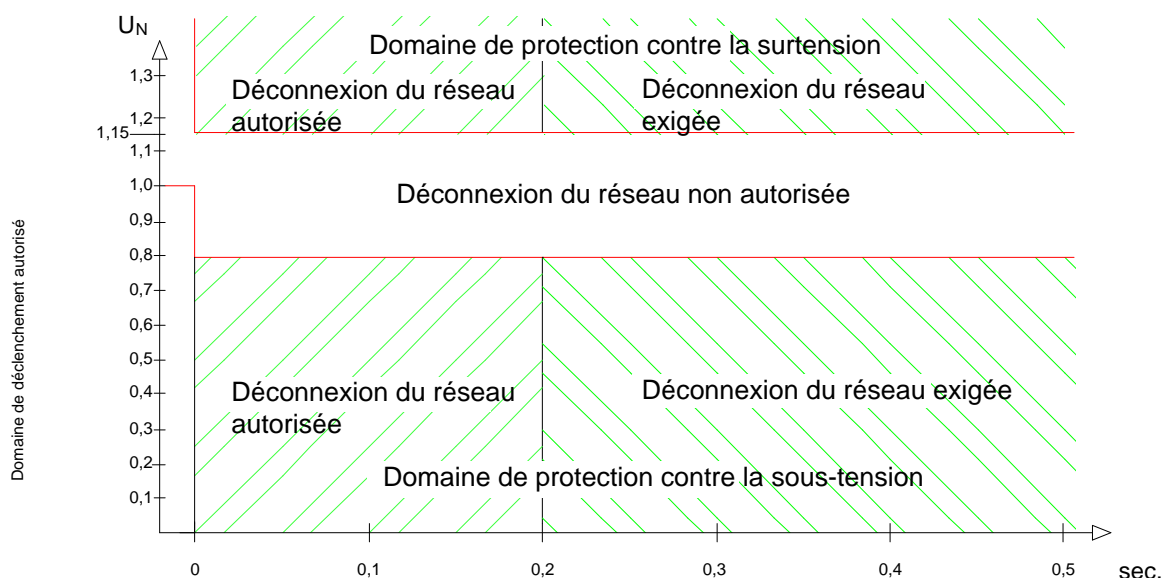 UN
Domaine de protection contre la surtension
1,3
Déconnexion du réseau
autorisée
Déconnexion du réseau
exigée
1,2
1,15
1,1
1,0
Déconnexion du réseau non autorisée
0,9
0,8
0,7
0,6
0,5
0,4
Déconnexion du réseau
autorisée
Déconnexion du réseau exigée
0,3
0,2
Domaine de protection contre la sous-tension
0,1
0
0,1
0,2
0,3
0,4
0,5
sec.
Domaine de déclenchement autorisé